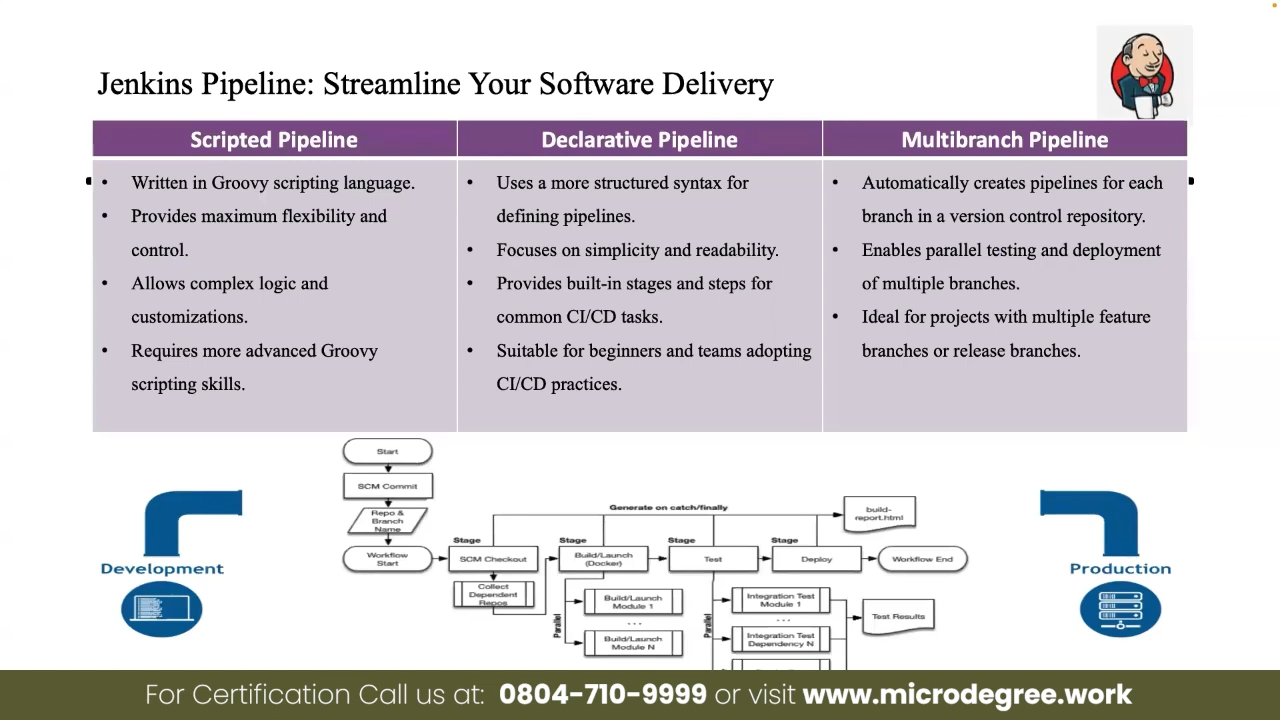 Jenkins Pipeline: Streamline Your Software Delivery
Scripted Pipeline
• Written in Groovy scripting language.
• Provides maximum flexibility and
control.
• Allows complex logic and
customizations.
• Requires more advanced Groovy
scripting skills.
Declarative Pipeline
• Uses a more structured syntax for
defining pipelines.
• Focuses on simplicity and readability.
• Provides built-in stages and steps for
common CI/CD tasks.
• Suitable for beginners and teams adopting
CI/CD practices.
Multibranch Pipeline
• Automatically creates pipelines for each
branch in a version control repository.
• Enables parallel testing and deployment
of multiple branches.
• Ideal for projects with multiple feature
branches or release branches.
Development
Start
SCM Commit
Repo &
Branch
Name
Workflow
Start
Generate on catch/finally
Stage
SCM Checkout
Collect
Dependent
Repos
Stage
Build/Launch
(Docker)
Parallel
Build/Launch
Module 1
...
Build/Launch
Module N
Stage
Test
Parallel
Integration Test
Module 1
...
Integration Test
Dependency N
Stage
Deploy
build-
report.html
Workflow End
Test Results
Production
For Certification Call us at: 0804-710-9999 or visit www.microdegree.work